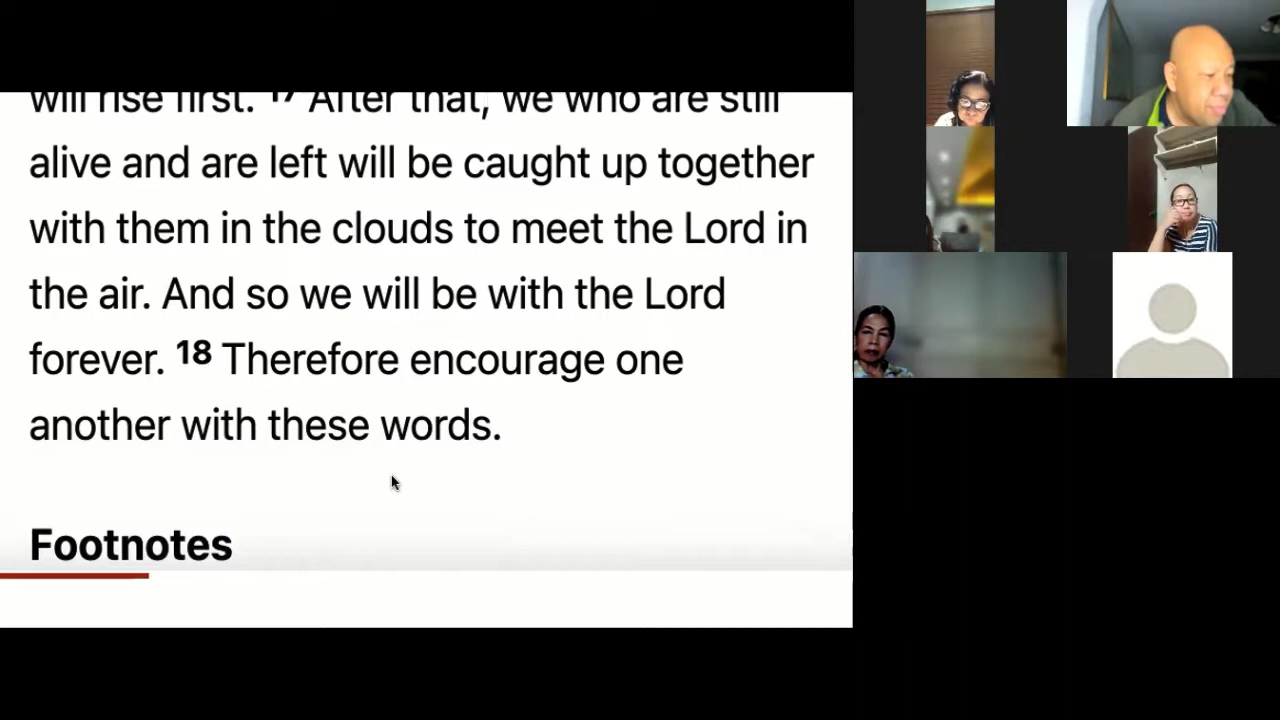 will rise first. 17 After that, we who are still
alive and are left will be caught up together
with them in the clouds to meet the Lord in
the air. And so we will be with the Lord
forever. 18 Therefore encourage one
another with these words.
Footnotes